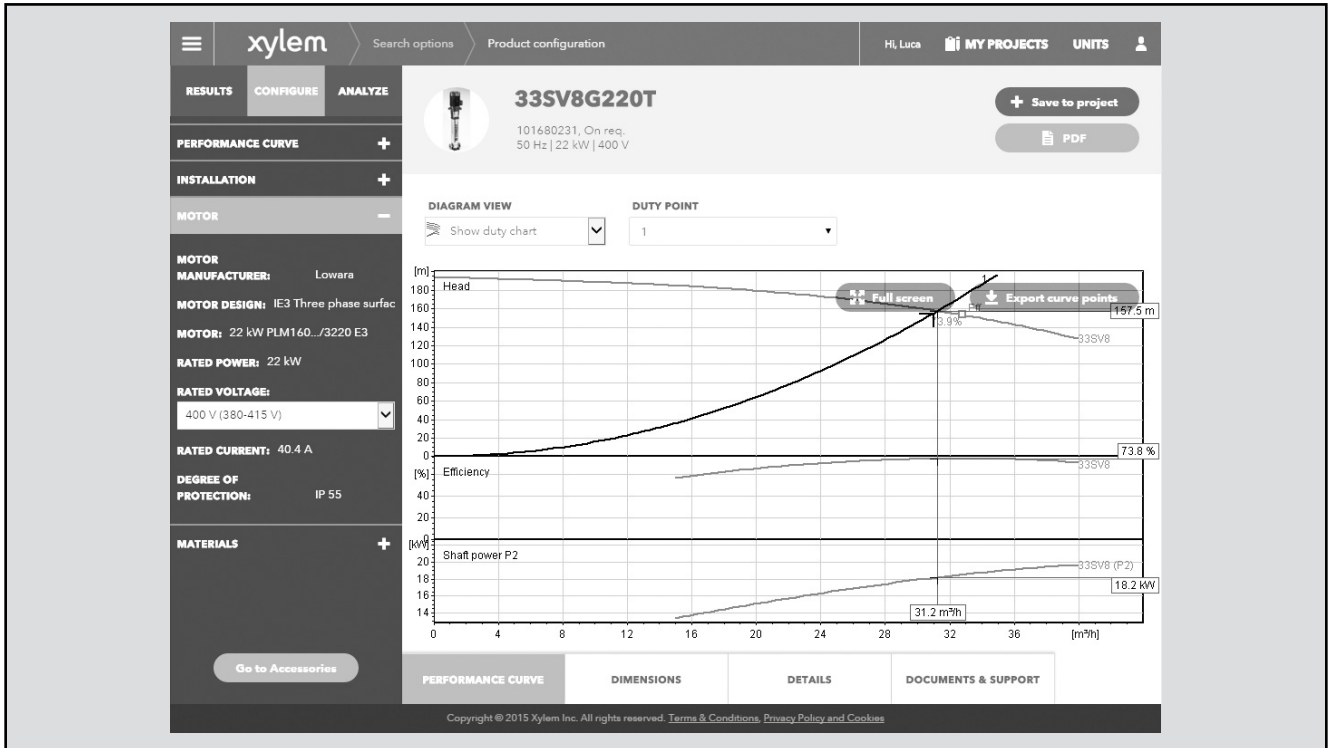 xylem
Search options
Product configuration
Hi, Luca
MY PROJECTS
UNITS
RESULTS
CONFIGURE
ANALYZE
PERFORMANCE CURVE
INSTALLATION
MOTOR
MOTOR
MANUFACTURER: Lowara
MOTOR DESIGN: IE3 Three phase surfac
MOTOR: 22 kW PLM160.../3220 E3
RATED POWER: 22 kW
RATED VOLTAGE:
400 V (380-415 V)
RATED CURRENT: 40.4 A
DEGREE OF
PROTECTION: IP 55
MATERIALS
Go to Accessories
33SV8G220T
101680231, On req.
50 Hz | 22 kW | 400 V
+ Save to project
PDF
DIAGRAM VIEW
Show duty chart
DUTY POINT
1
[m]
Head
180
160
140
120
100
80
60
40
20
0
1
Full screen
Export curve points
Eff
157.5 m
3.9%
33SV8
73.8 %
[%]
Efficiency
33SV8
40
20
0
[kW]
Shaft power P2
20
18
16
14
33SV8 (P2)
18.2 kW
31.2 m³/h
0 4 8 12 16 20 24 28 32 36 [m³/h]
PERFORMANCE CURVE
DIMENSIONS
DETAILS
DOCUMENTS & SUPPORT
Copyright © 2015 Xylem Inc. All rights reserved. Terms & Conditions, Privacy Policy and Cookies